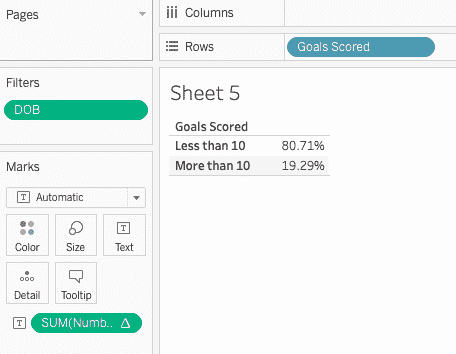 Pages
Columns
Rows
Goals Scored
Filters
DOB
Marks
Automatic
Color
Size
Text
Detail
Tooltip
SUM(Numb..
Sheet 5
Goals Scored
Less than 10 80.71%
More than 10 19.29%